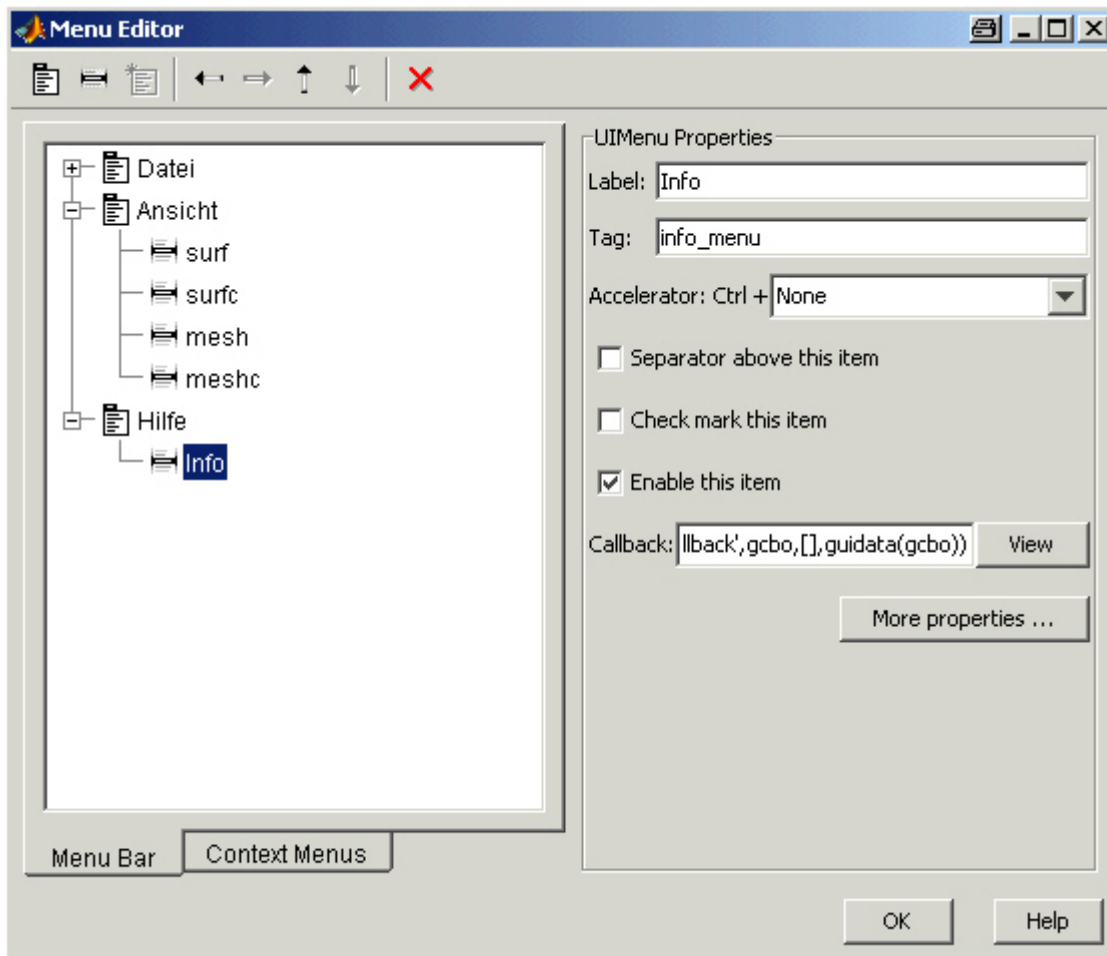 Menu Editor
Datei
Ansicht
surf
surfc
mesh
meshc
Hilfe
Info
Menu Bar
Context Menus
UIMenu Properties
Label: Info
Tag: info_menu
Accelerator: Ctrl + None
Separator above this item
Check mark this item
Enable this item
Callback: llback',gcbo,[],guidata(gcbo)) View
More properties ...
OK Help